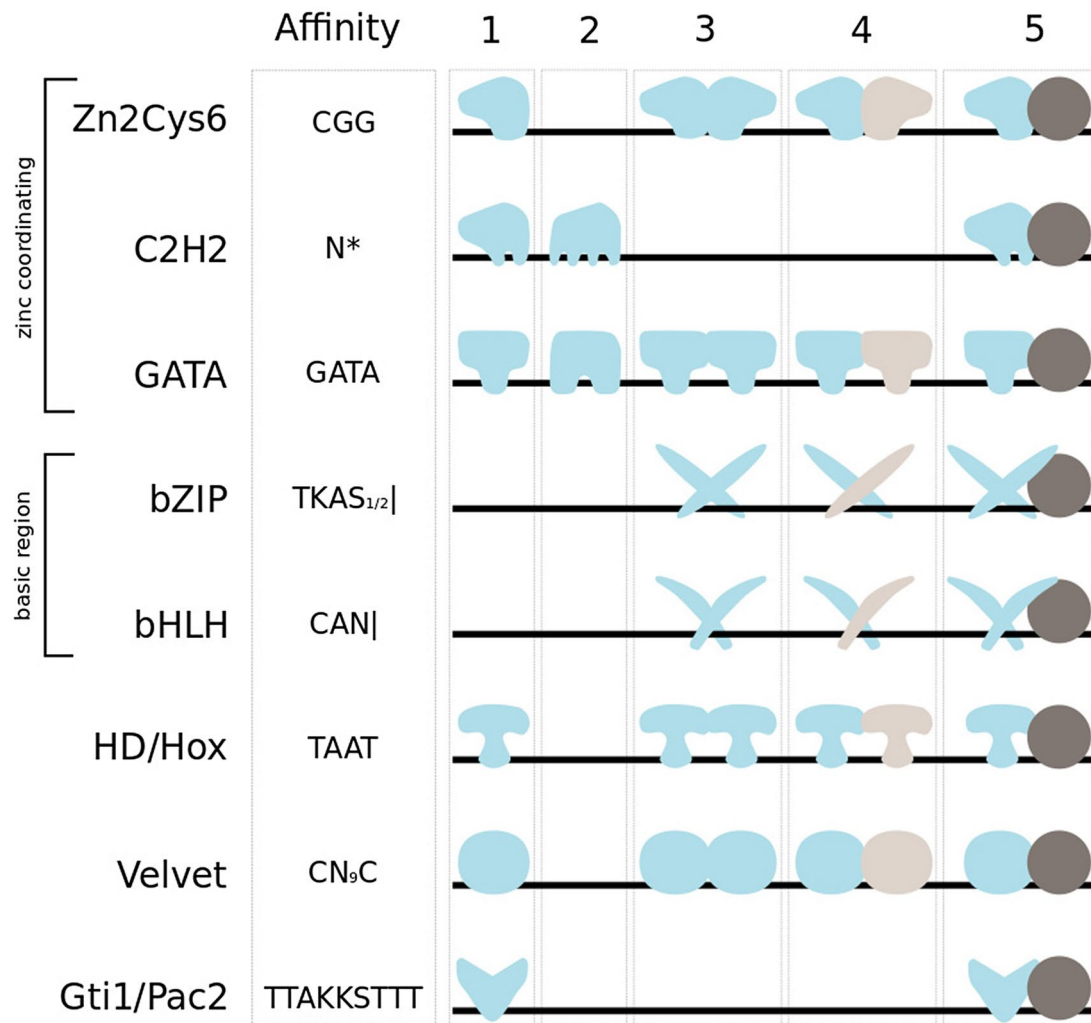 Affinity 1 2 3 4 5
zinc coordinating
Zn2Cys6 CGG
C2H2 N*
GATA GATA
basic region
bZIP TKAS₁/₂|
bHLH CAN|
HD/Hox TAAT
Velvet CN₉C
Gti1/Pac2 TTAKKSTTT